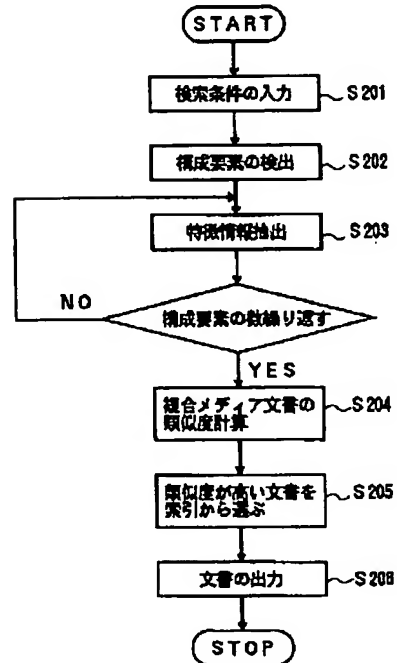 START
検索条件の入力
S201
構成要素の検出
S202
特徴情報抽出
S203
NO
構成要素の数繰り返す
YES
複合メディア文書の
類似度計算
S204
類似度が高い文書を
索引から選ぶ
S205
文書の出力
S206
STOP